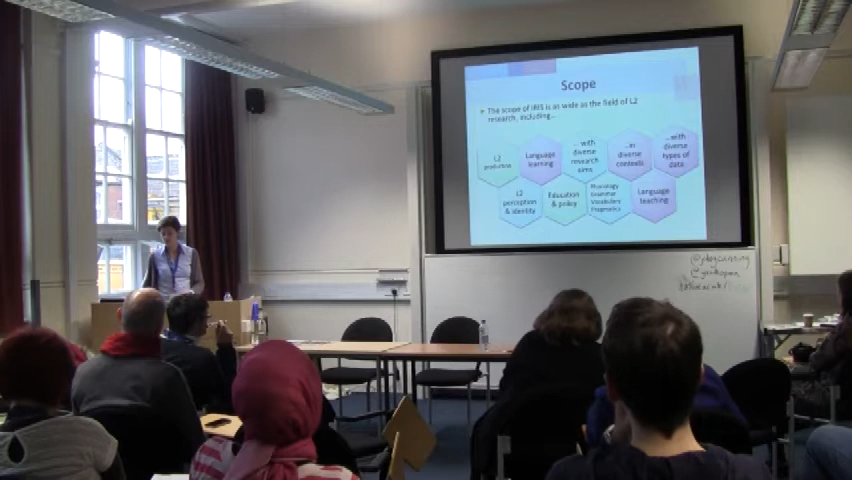 Scope
The scope of IRIS is as wide as the field of L2
research, including...
L2
production
Language
learning
... with
diverse
research
aims
...in
diverse
contexts
...with
diverse
types of
data
L2
perception
& identity
Education
& policy
Phonology
Grammar
Vocabulary
Pragmatics
Language
teaching